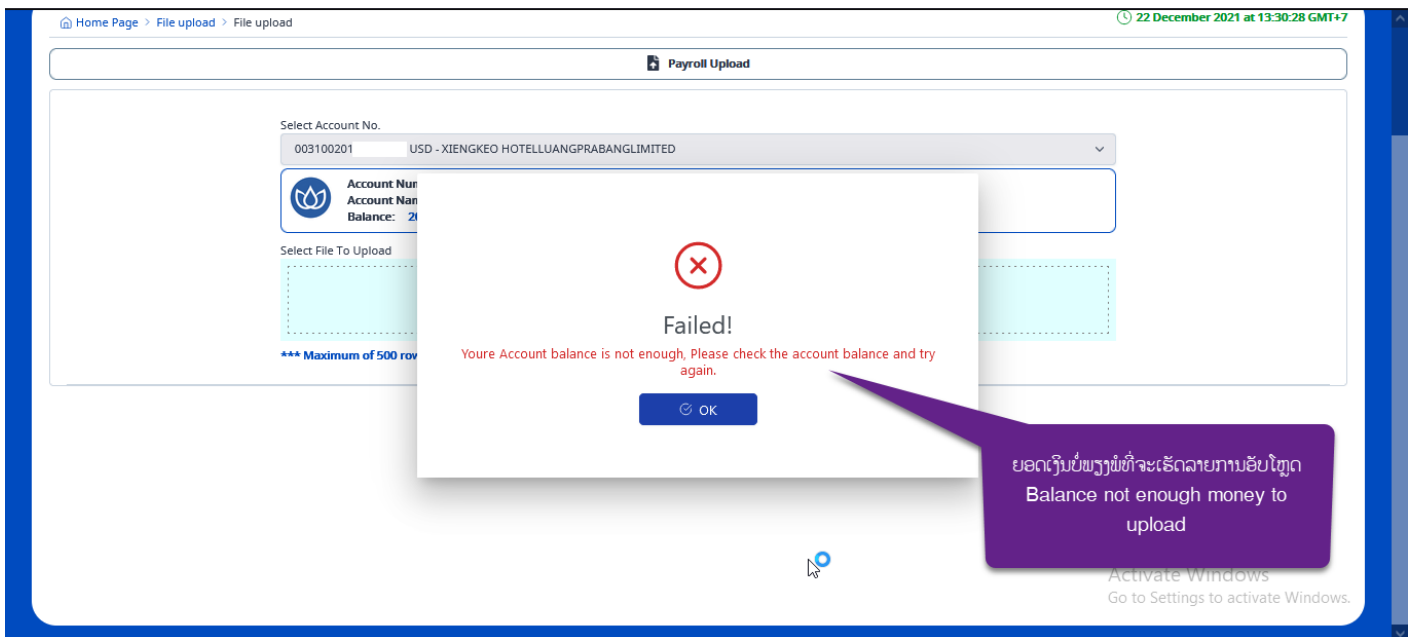 Home Page > File upload > File upload
22 December 2021 at 13:30:28 GMT+7
Payroll Upload
Select Account No.
003100201 USD - XIENGKEO HOTELLUANGPRABANGLIMITED
Account Num
Account Nam
Balance: 20
Select File To Upload
*** Maximum of 500 row
Failed!
Youre Account balance is not enough, Please check the account balance and try
again.
OK
ຍອດເງິນບໍ່ພຽງພໍທີ່ຈະເຮັດລາຍການອັບໂຫຼດ
Balance not enough money to
upload
Activate Windows
Go to Settings to activate Windows.